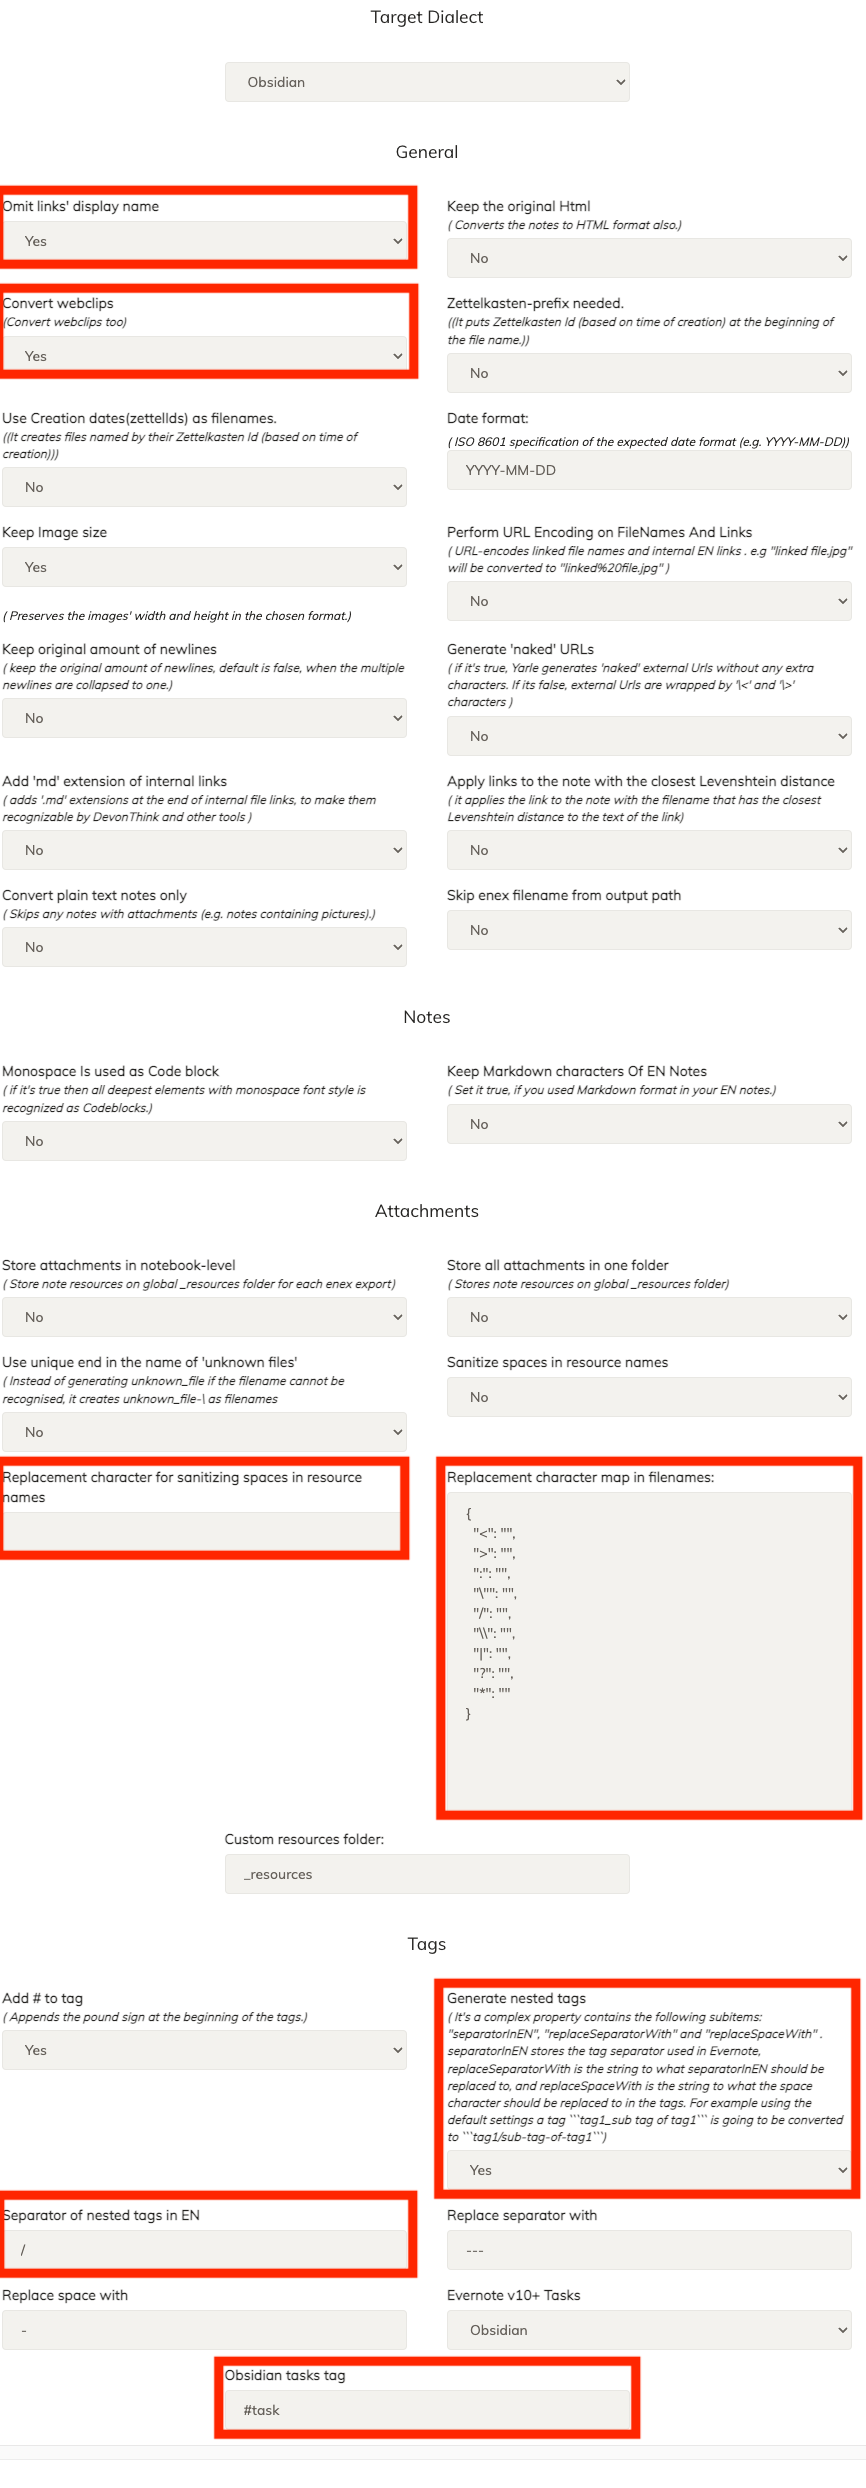 Target Dialect
Obsidian
General
Omit links' display name
Yes
Keep the original Html
( Converts the notes to HTML format also.)
No
Convert webclips
(Convert webclips too)
Yes
Zettelkasten-prefix needed.
((It puts Zettelkasten Id (based on time of creation) at the beginning of
the file name.))
No
Use Creation dates(zettelIds) as filenames.
((It creates files named by their Zettelkasten Id (based on time of
creation)))
No
Date format:
( ISO 8601 specification of the expected date format (e.g. YYYY-MM-DD))
YYYY-MM-DD
Keep Image size
Yes
( Preserves the images' width and height in the chosen format.)
Perform URL Encoding on FileNames And Links
( URL-encodes linked file names and internal EN links . e.g "linked file.jpg"
will be converted to "linked%20file.jpg" )
No
Keep original amount of newlines
( keep the original amount of newlines, default is false, when the multiple
newlines are collapsed to one.)
No
Generate 'naked' URLs
( if it's true, Yarle generates 'naked' external Urls without any extra
characters. If its false, external Urls are wrapped by '\<' and '\>'
characters )
No
Add 'md' extension of internal links
( adds '.md' extensions at the end of internal file links, to make them
recognizable by DevonThink and other tools )
No
Apply links to the note with the closest Levenshtein distance
( it applies the link to the note with the filename that has the closest
Levenshtein distance to the text of the link)
No
Convert plain text notes only
( Skips any notes with attachments (e.g. notes containing pictures).)
No
Skip enex filename from output path
No
Notes
Monospace Is used as Code block
( if it's true then all deepest elements with monospace font style is
recognized as Codeblocks.)
No
Keep Markdown characters Of EN Notes
( Set it true, if you used Markdown format in your EN notes.)
No
Attachments
Store attachments in notebook-level
( Store note resources on global _resources folder for each enex export)
No
Store all attachments in one folder
( Stores note resources on global _resources folder)
No
Use unique end in the name of 'unknown files'
( Instead of generating unknown_file if the filename cannot be
recognised, it creates unknown_file-\ as filenames
No
Sanitize spaces in resource names
No
Replacement character for sanitizing spaces in resource
names
Replacement character map in filenames:
{
"<": "",
">": "",
":": "",
"\"": "",
"/": "",
"\\": "",
"|": "",
"?": "",
"*": ""
}
Custom resources folder:
_resources
Tags
Add # to tag
( Appends the pound sign at the beginning of the tags.)
Yes
Generate nested tags
( It's a complex property contains the following subitems:
"separatorInEN", "replaceSeparatorWith" and "replaceSpaceWith" .
separatorInEN stores the tag separator used in Evernote,
replaceSeparatorWith is the string to what separatorInEN should be
replaced to, and replaceSpaceWith is the string to what the space
character should be replaced to in the tags. For example using the
default settings a tag ```tag1_sub tag of tag1``` is going to be converted
to ```tag1/sub-tag-of-tag1```)
Yes
Separator of nested tags in EN
/
Replace separator with
---
Replace space with
-
Evernote v10+ Tasks
Obsidian
Obsidian tasks tag
#task